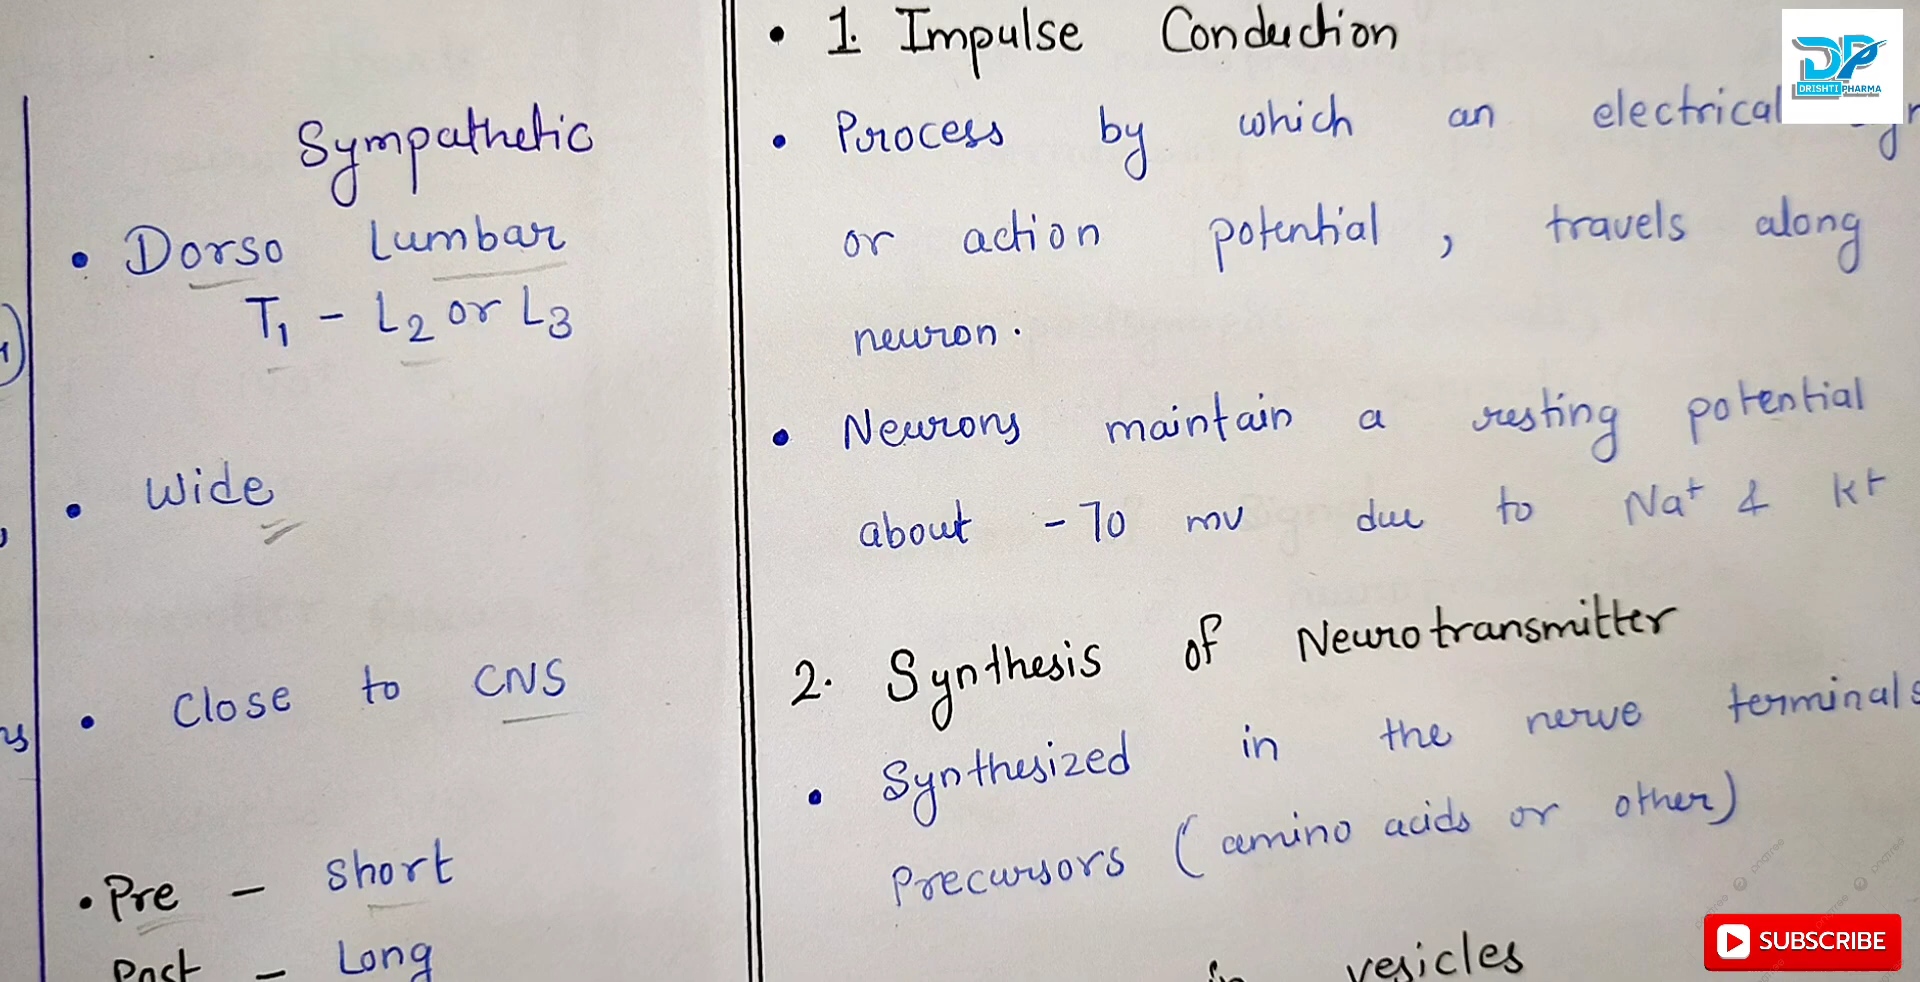 Sympathetic
• Dorso Lumbar
T1 - L2 or L3
• Wide
• Close to CNS
• Pre - Short
Post - Long
• 1. Impulse Conduction
• Process by which an electrical
or action potential, travels along
neuron.
• Neurons maintain a resting potential
about -70 mv due to Na+ & K+
2. Synthesis of Neurotransmitter
• Synthesized in the nerve terminals
Precursors (amino acids or other)
in vesicles
DP
DRISHTI PHARMA
SUBSCRIBE